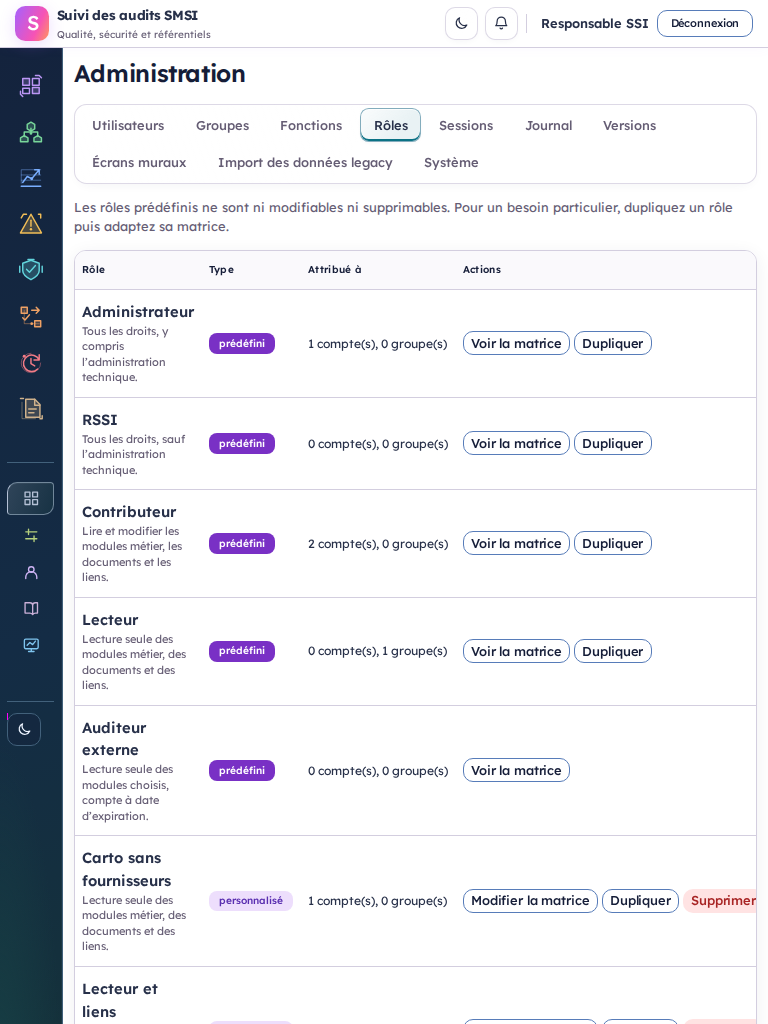 S
Suivi des audits SMSI
Qualité, sécurité et référentiels
Responsable SSI
Déconnexion
Administration
Utilisateurs
Groupes
Fonctions
Rôles
Sessions
Journal
Versions
Écrans muraux
Import des données legacy
Système
Les rôles prédéfinis ne sont ni modifiables ni supprimables. Pour un besoin particulier, dupliquez un rôle
puis adaptez sa matrice.
Rôle
Type
Attribué à
Actions
Administrateur
Tous les droits, y
compris
l’administration
technique.
prédéfini
1 compte(s), 0 groupe(s)
Voir la matrice
Dupliquer
RSSI
Tous les droits, sauf
l’administration
technique.
prédéfini
0 compte(s), 0 groupe(s)
Voir la matrice
Dupliquer
Contributeur
Lire et modifier les
modules métier, les
documents et les
liens.
prédéfini
2 compte(s), 0 groupe(s)
Voir la matrice
Dupliquer
Lecteur
Lecture seule des
modules métier, des
documents et des
liens.
prédéfini
0 compte(s), 1 groupe(s)
Voir la matrice
Dupliquer
Auditeur
externe
Lecture seule des
modules choisis,
compte à date
d’expiration.
prédéfini
0 compte(s), 0 groupe(s)
Voir la matrice
Carto sans
fournisseurs
Lecture seule des
modules métier, des
documents et des
liens.
personnalisé
1 compte(s), 0 groupe(s)
Modifier la matrice
Dupliquer
Supprimer
Lecteur et
liens